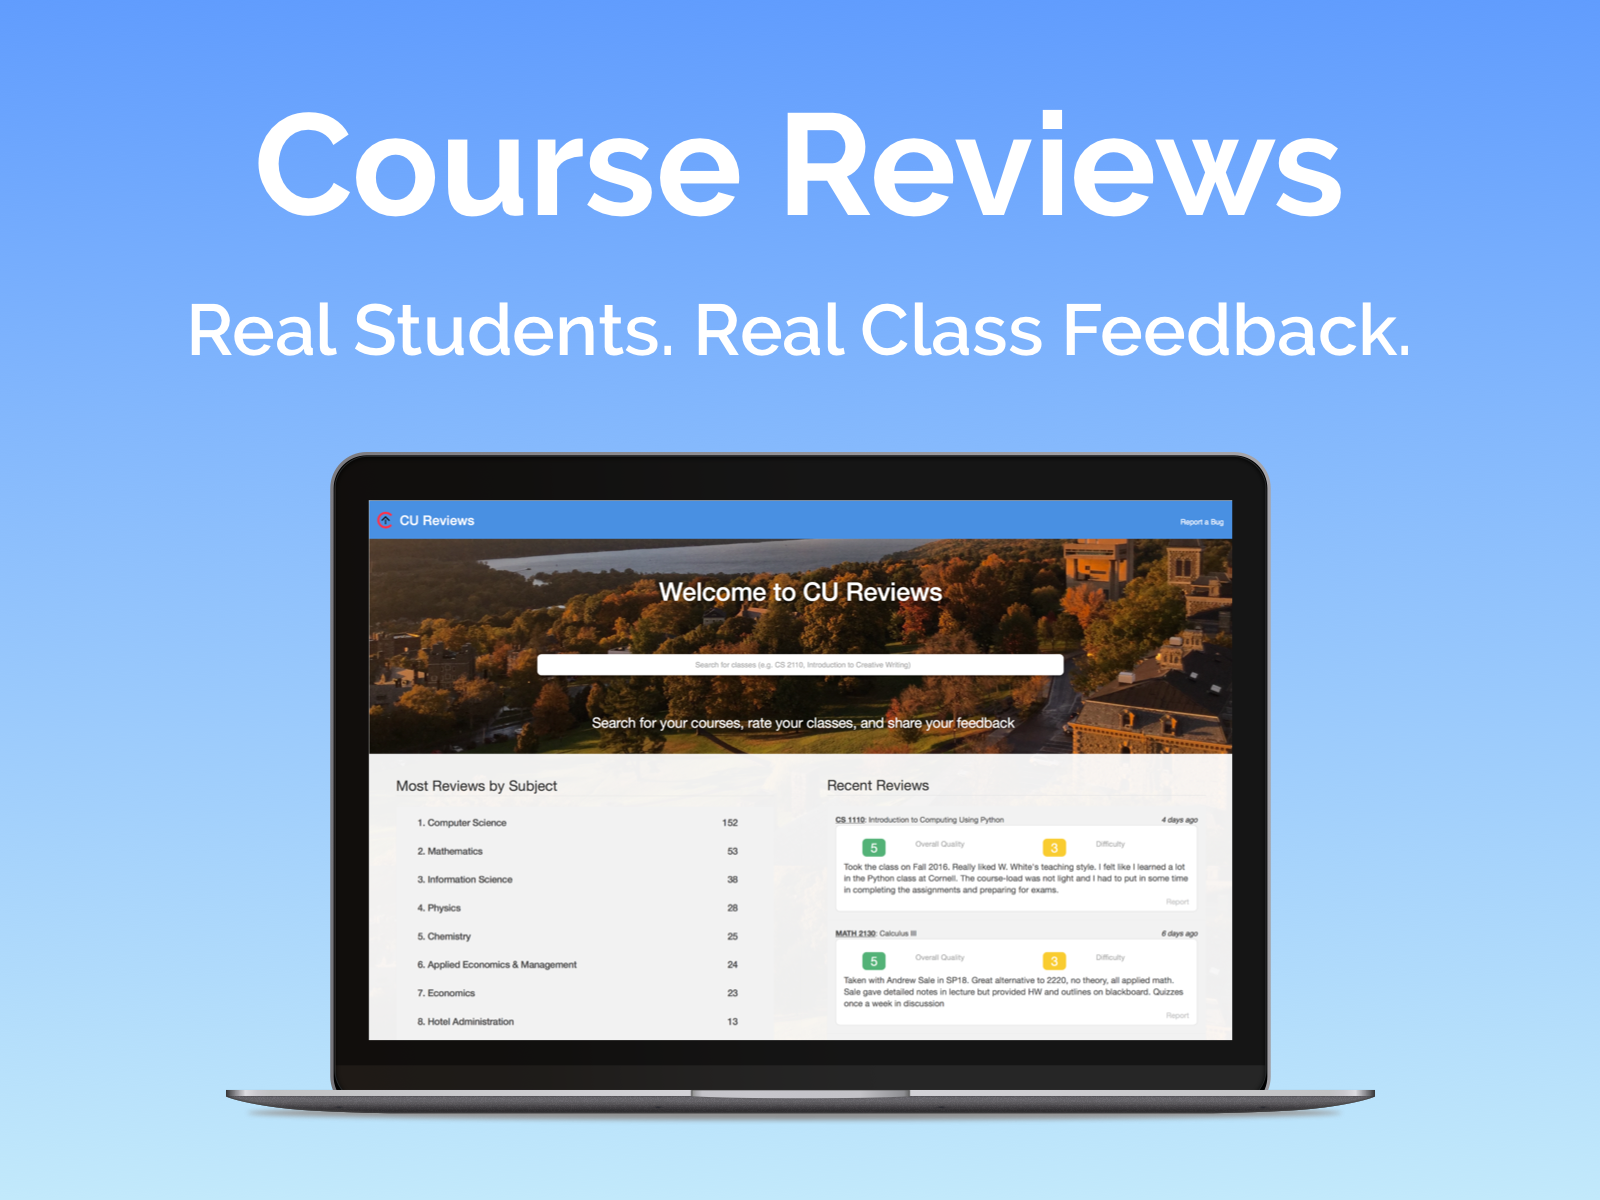 Course Reviews
Real Students. Real Class Feedback.
CU Reviews
Report a Bug
Welcome to CU Reviews
Search for classes (e.g. CS 2110, Introduction to Creative Writing)
Search for your courses, rate your classes, and share your feedback
Most Reviews by Subject
1. Computer Science 152
2. Mathematics 53
3. Information Science 38
4. Physics 28
5. Chemistry 25
6. Applied Economics & Management 24
7. Economics 23
8. Hotel Administration 13
Recent Reviews
CS 1110: Introduction to Computing Using Python 4 days ago
5 Overall Quality 3 Difficulty
Took the class on Fall 2016. Really liked W. White's teaching style. I felt like I learned a lot
in the Python class at Cornell. The course-load was not light and I had to put in some time
in completing the assignments and preparing for exams.
Report
MATH 2130: Calculus III 6 days ago
5 Overall Quality 3 Difficulty
Taken with Andrew Sale in SP18. Great alternative to 2220, no theory, all applied math.
Sale gave detailed notes in lecture but provided HW and outlines on blackboard. Quizzes
once a week in discussion
Report